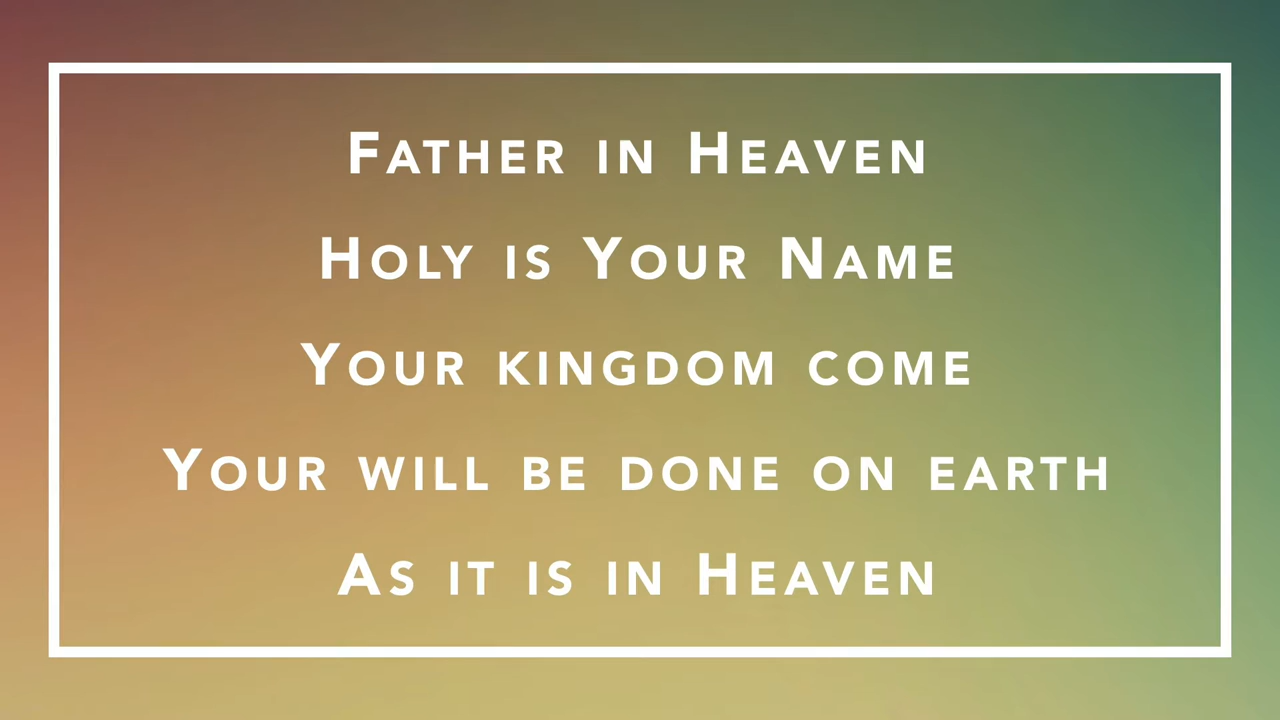 Father in Heaven
Holy is Your Name
Your kingdom come
Your will be done on earth
As it is in Heaven